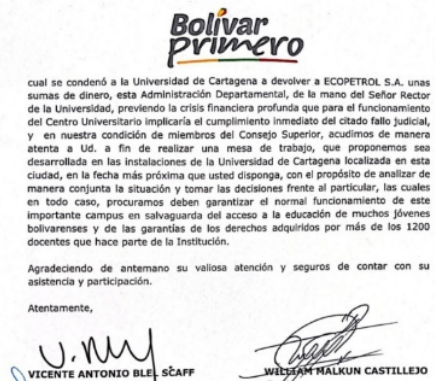 Bolívar
primero
cual se condenó a la Universidad de Cartagena a devolver a ECOPETROL S.A. unas
sumas de dinero, esta Administración Departamental, de la mano del Señor Rector
de la Universidad, previendo la crisis financiera profunda que para el funcionamiento
del Centro Universitario implicaría el cumplimiento inmediato del citado fallo judicial,
y en nuestra condición de miembros del Consejo Superior, acudimos de manera
atenta a Ud. a fin de realizar una mesa de trabajo, que proponemos sea
desarrollada en las instalaciones de la Universidad de Cartagena localizada en esta
ciudad, en la fecha más próxima que usted disponga, con el propósito de analizar de
manera conjunta la situación y tomar las decisiones frente al particular, las cuales
en todo caso, procuramos deben garantizar el normal funcionamiento de este
importante campus en salvaguarda del acceso a la educación de muchos jóvenes
bolivarenses y de las garantías de los derechos adquiridos por más de los 1200
docentes que hace parte de la Institución.
Agradeciendo de antemano su valiosa atención y seguros de contar con su
asistencia y participación.
Atentamente,
VICENTE ANTONIO BLEL SCAFF WILLIAM MALKUN CASTILLEJO